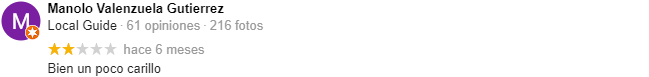 M
Manolo Valenzuela Gutierrez
Local Guide · 61 opiniones · 216 fotos
hace 6 meses
Bien un poco carillo